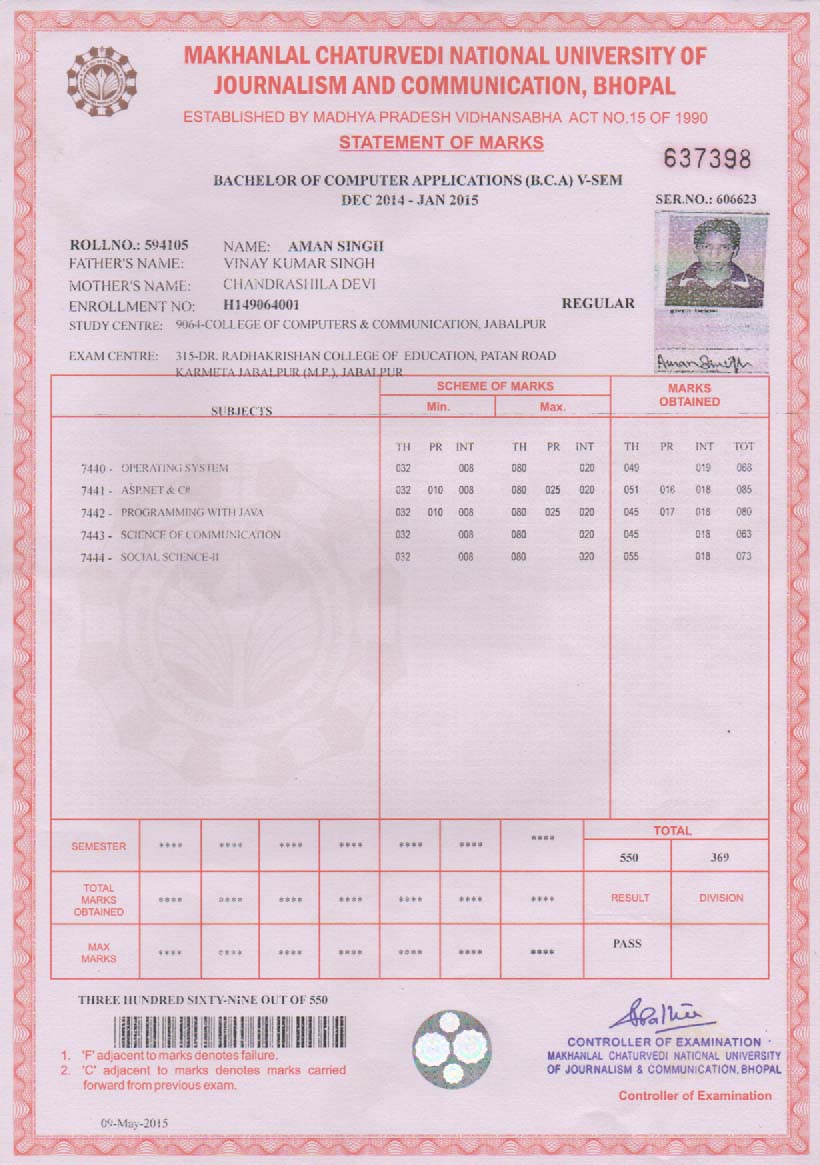 MAKHANLAL CHATURVEDI NATIONAL UNIVERSITY OF
JOURNALISM AND COMMUNICATION, BHOPAL
ESTABLISHED BY MADHYA PRADESH VIDHANSABHA ACT NO.15 OF 1990
STATEMENT OF MARKS
637398
BACHELOR OF COMPUTER APPLICATIONS (B.C.A) V-SEM
DEC 2014 - JAN 2015
SER.NO.: 606623
ROLLNO.: 594105 NAME: AMAN SINGH
FATHER'S NAME: VINAY KUMAR SINGH
MOTHER'S NAME: CHANDRASHILA DEVI
ENROLLMENT NO: H149064001 REGULAR
STUDY CENTRE: 9064-COLLEGE OF COMPUTERS & COMMUNICATION, JABALPUR
EXAM CENTRE: 315-DR. RADHAKRISHAN COLLEGE OF EDUCATION, PATAN ROAD
KARMETA JABALPUR (M.P.), JABALPUR
Aman Singh
SUBJECTS SCHEME OF MARKS MARKS OBTAINED
Min. Max.
TH PR INT TH PR INT TH PR INT TOT
7440 - OPERATING SYSTEM 032 008 080 020 049 019 068
7441 - ASP.NET & C# 032 010 008 080 025 020 051 016 018 085
7442 - PROGRAMMING WITH JAVA 032 010 008 080 025 020 045 017 018 080
7443 - SCIENCE OF COMMUNICATION 032 008 080 020 045 018 063
7444 - SOCIAL SCIENCE-II 032 008 080 020 055 018 073
SEMESTER **** **** **** **** **** **** **** TOTAL
550 369
TOTAL MARKS OBTAINED **** **** **** **** **** **** **** RESULT DIVISION
MAX MARKS **** **** **** **** **** **** **** PASS
THREE HUNDRED SIXTY-NINE OUT OF 550
1. 'F' adjacent to marks denotes failure.
2. 'C' adjacent to marks denotes marks carried
forward from previous exam.
CONTROLLER OF EXAMINATION
MAKHANLAL CHATURVEDI NATIONAL UNIVERSITY
OF JOURNALISM & COMMUNICATION, BHOPAL
Controller of Examination
09-May-2015